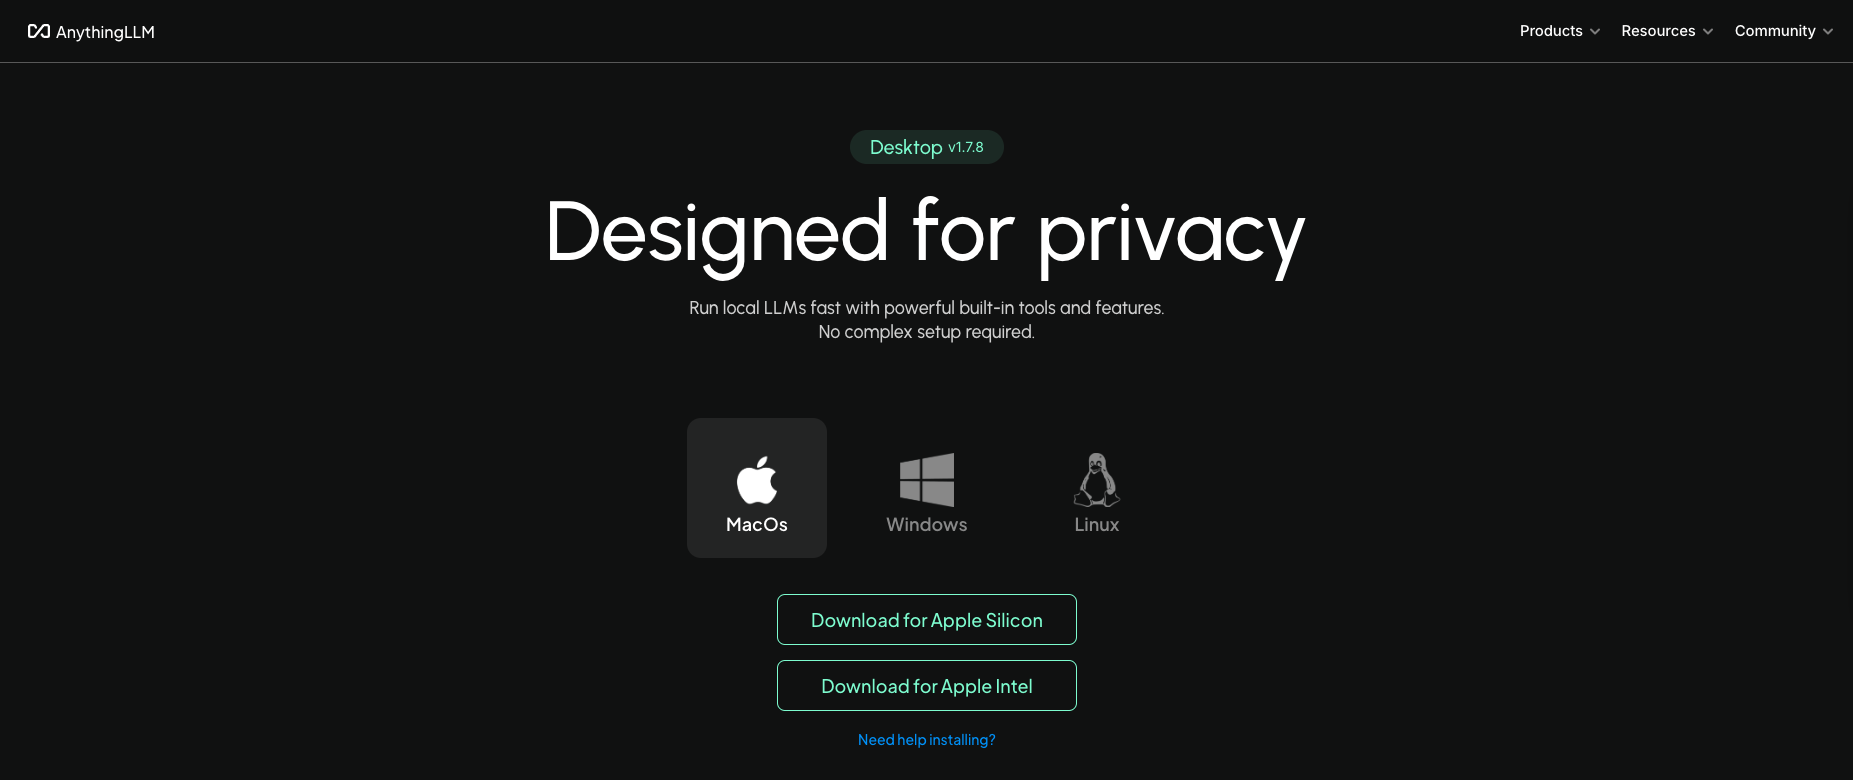 AnythingLLM
Products
Resources
Community
Desktop v1.7.8
Designed for privacy
Run local LLMs fast with powerful built-in tools and features.
No complex setup required.
MacOs
Windows
Linux
Download for Apple Silicon
Download for Apple Intel
Need help installing?